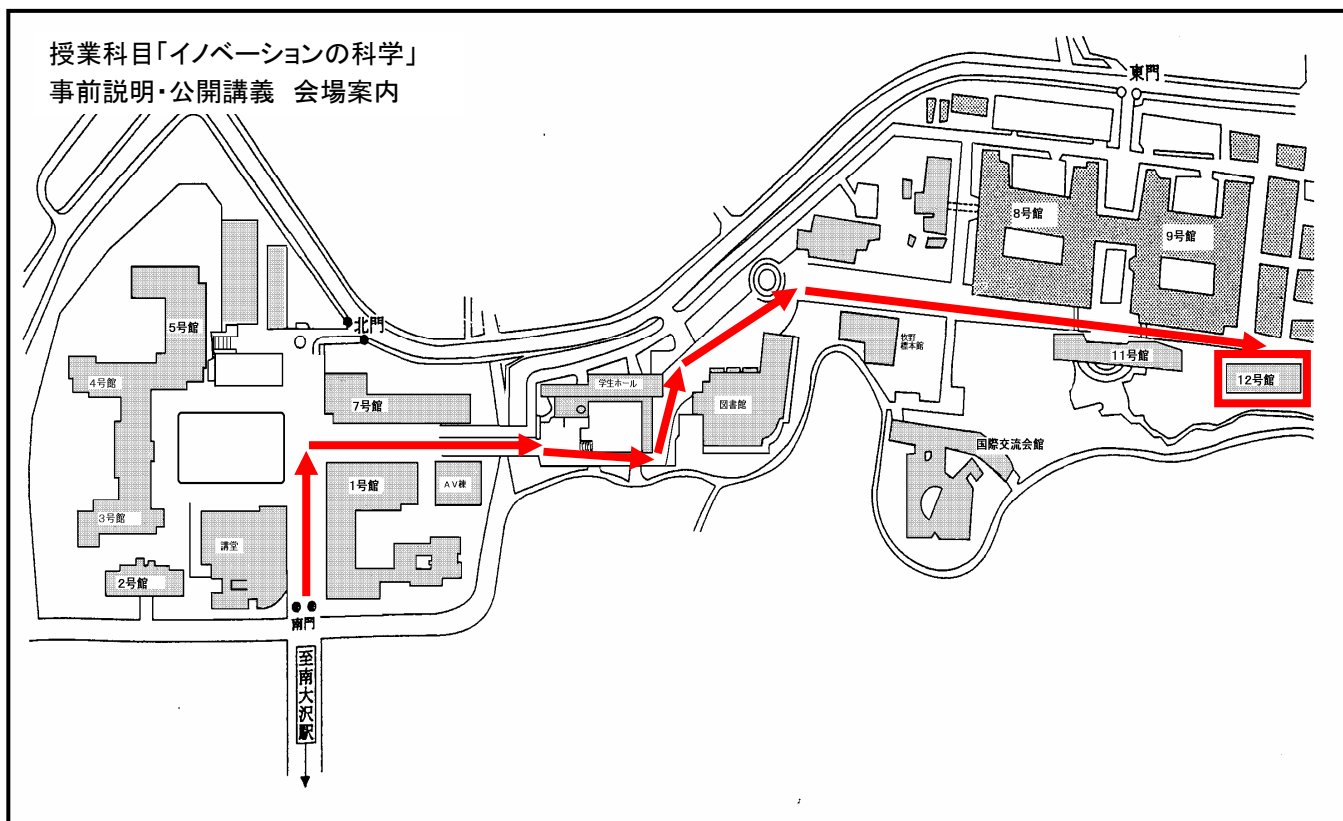 授業科目「イノベーションの科学」
事前説明・公開講義　会場案内
東門
8号館
9号館
5号館
北門
牧野
標本館
11号館
4号館
学生ホール
12号館
7号館
図書館
国際交流会館
1号館
AV棟
3号館
講堂
2号館
南門
至南大沢駅